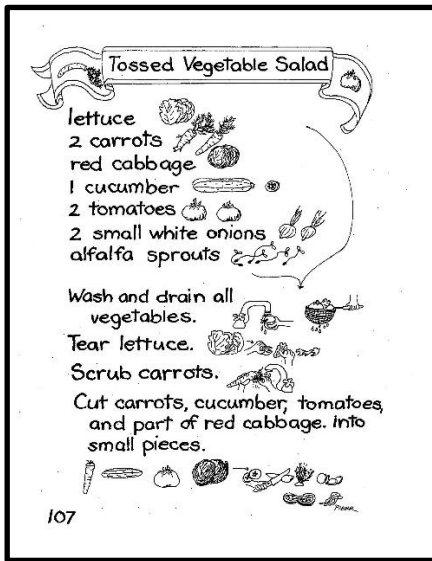 Tossed Vegetable Salad
lettuce
2 carrots
red cabbage
1 cucumber
2 tomatoes
2 small white onions
alfalfa sprouts
Wash and drain all
vegetables.
Tear lettuce.
Scrub carrots.
Cut carrots, cucumber, tomatoes,
and part of red cabbage. into
small pieces.
107